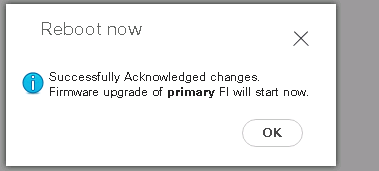 Reboot now
Successfully Acknowledged changes.
Firmware upgrade of primary FI will start now.
OK